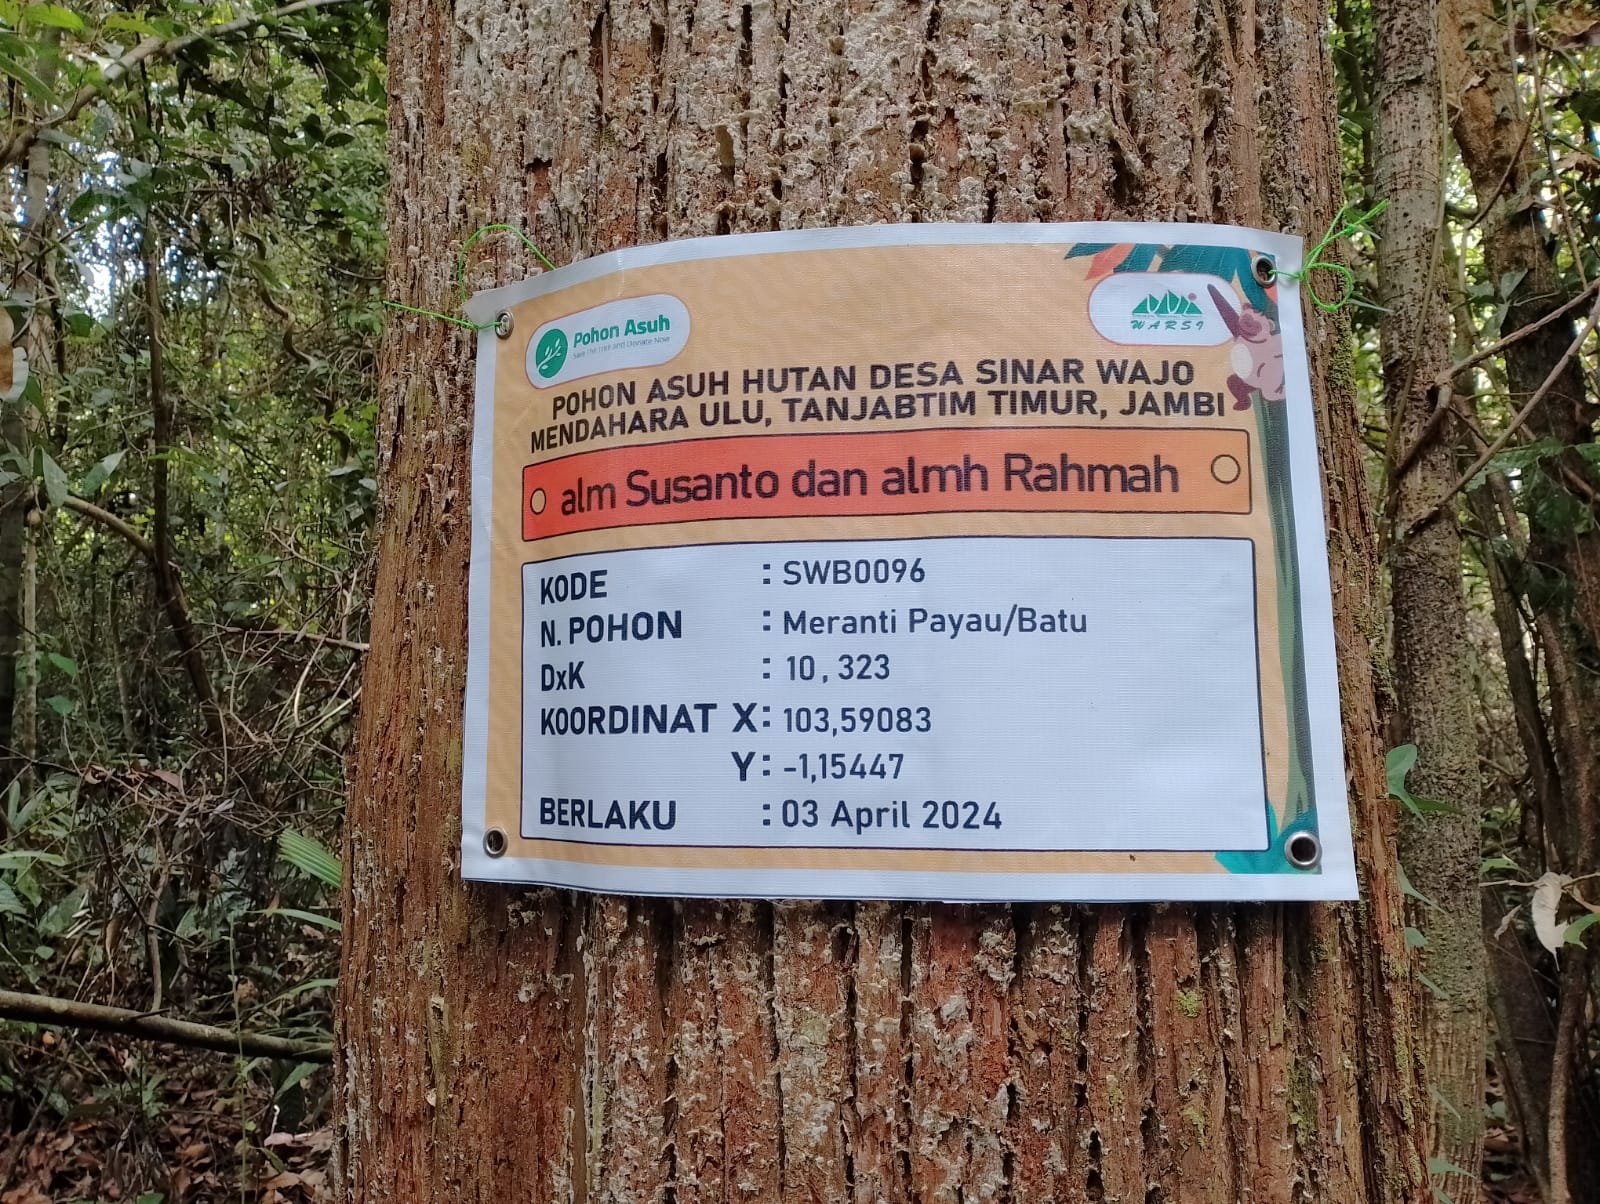 Pohon Asuh
Save The Tree and Donate Now
WARSI
POHON ASUH HUTAN DESA SINAR WAJO
MENDAHARA ULU, TANJABTIM TIMUR, JAMBI
alm Susanto dan almh Rahmah
KODE : SWB0096
N. POHON : Meranti Payau/Batu
DxK : 10, 323
KOORDINAT X: 103,59083
Y: -1,15447
BERLAKU : 03 April 2024